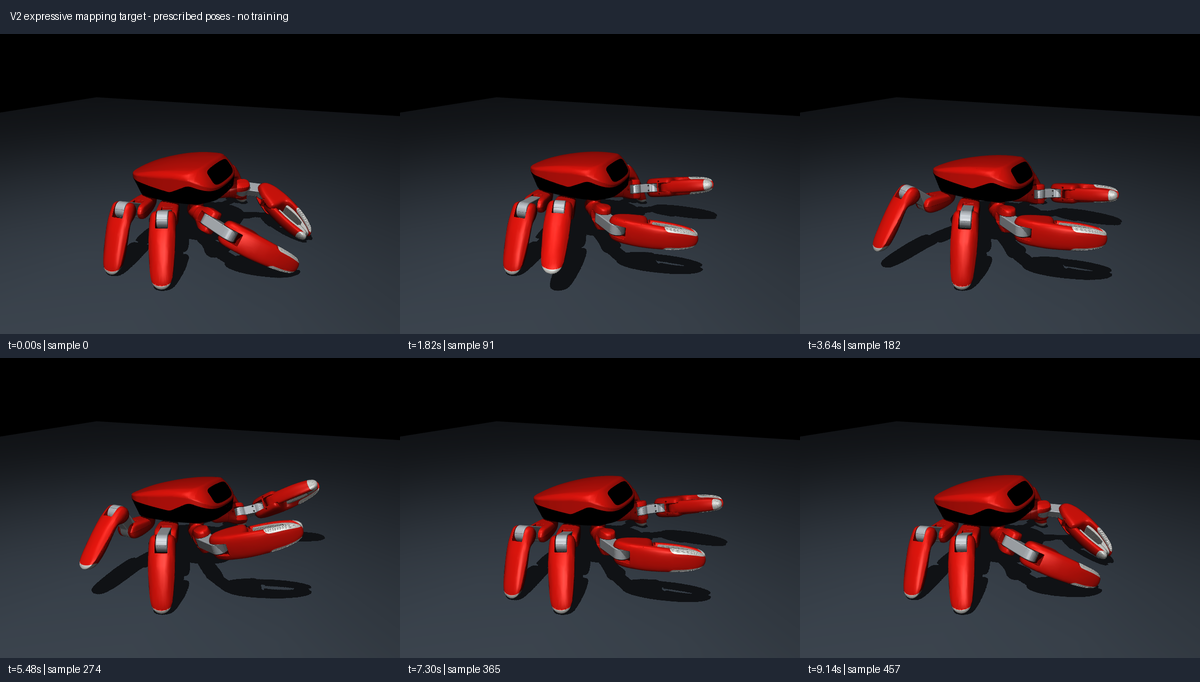 V2 expressive mapping target - prescribed poses - no training
t=0.00s | sample 0
t=1.82s | sample 91
t=3.64s | sample 182
t=5.48s | sample 274
t=7.30s | sample 365
t=9.14s | sample 457